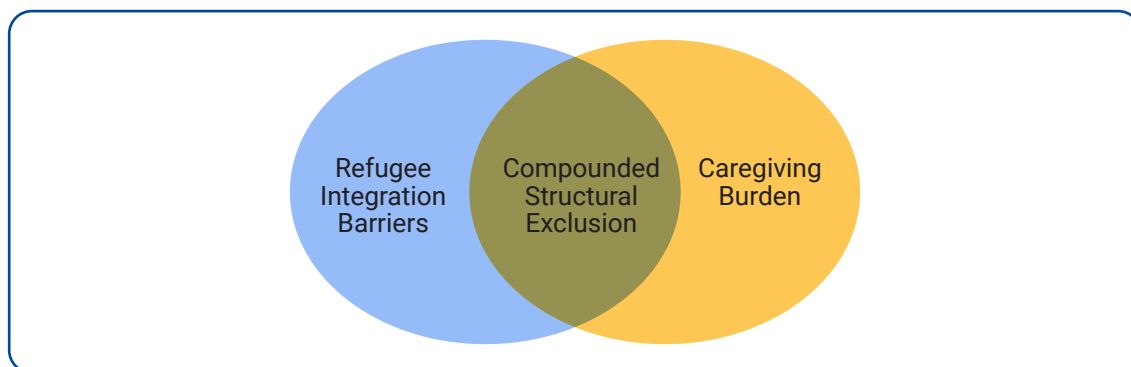 Refugee
Integration
Barriers
Compounded
Structural
Exclusion
Caregiving
Burden